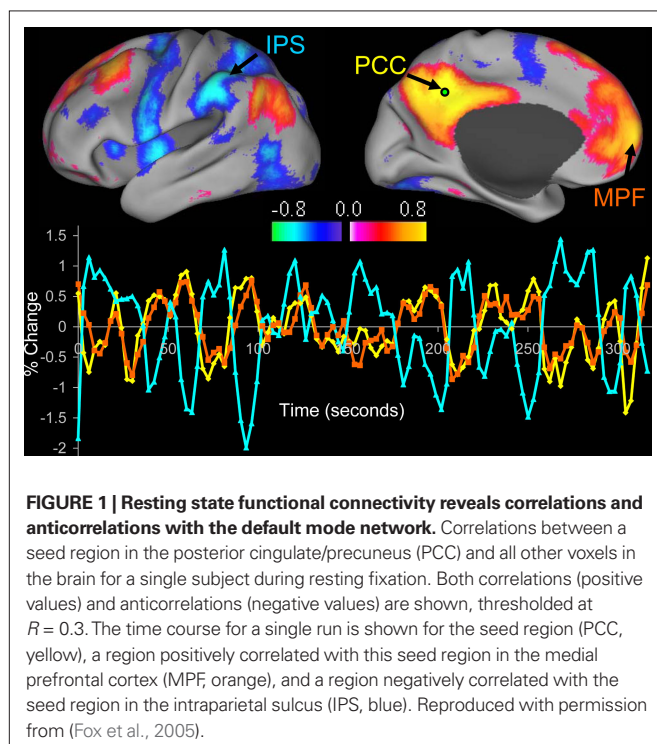 IPS
PCC
MPF
-0.8 0.0 0.8
1.5
1
0.5
0
-0.5
-1
-1.5
-2
% Change
0 50 100 150 200 250 300
Time (seconds)
FIGURE 1 | Resting state functional connectivity reveals correlations and
anticorrelations with the default mode network. Correlations between a
seed region in the posterior cingulate/precuneus (PCC) and all other voxels in
the brain for a single subject during resting fixation. Both correlations (positive
values) and anticorrelations (negative values) are shown, thresholded at
R = 0.3. The time course for a single run is shown for the seed region (PCC,
yellow), a region positively correlated with this seed region in the medial
prefrontal cortex (MPF, orange), and a region negatively correlated with the
seed region in the intraparietal sulcus (IPS, blue). Reproduced with permission
from (Fox et al., 2005).